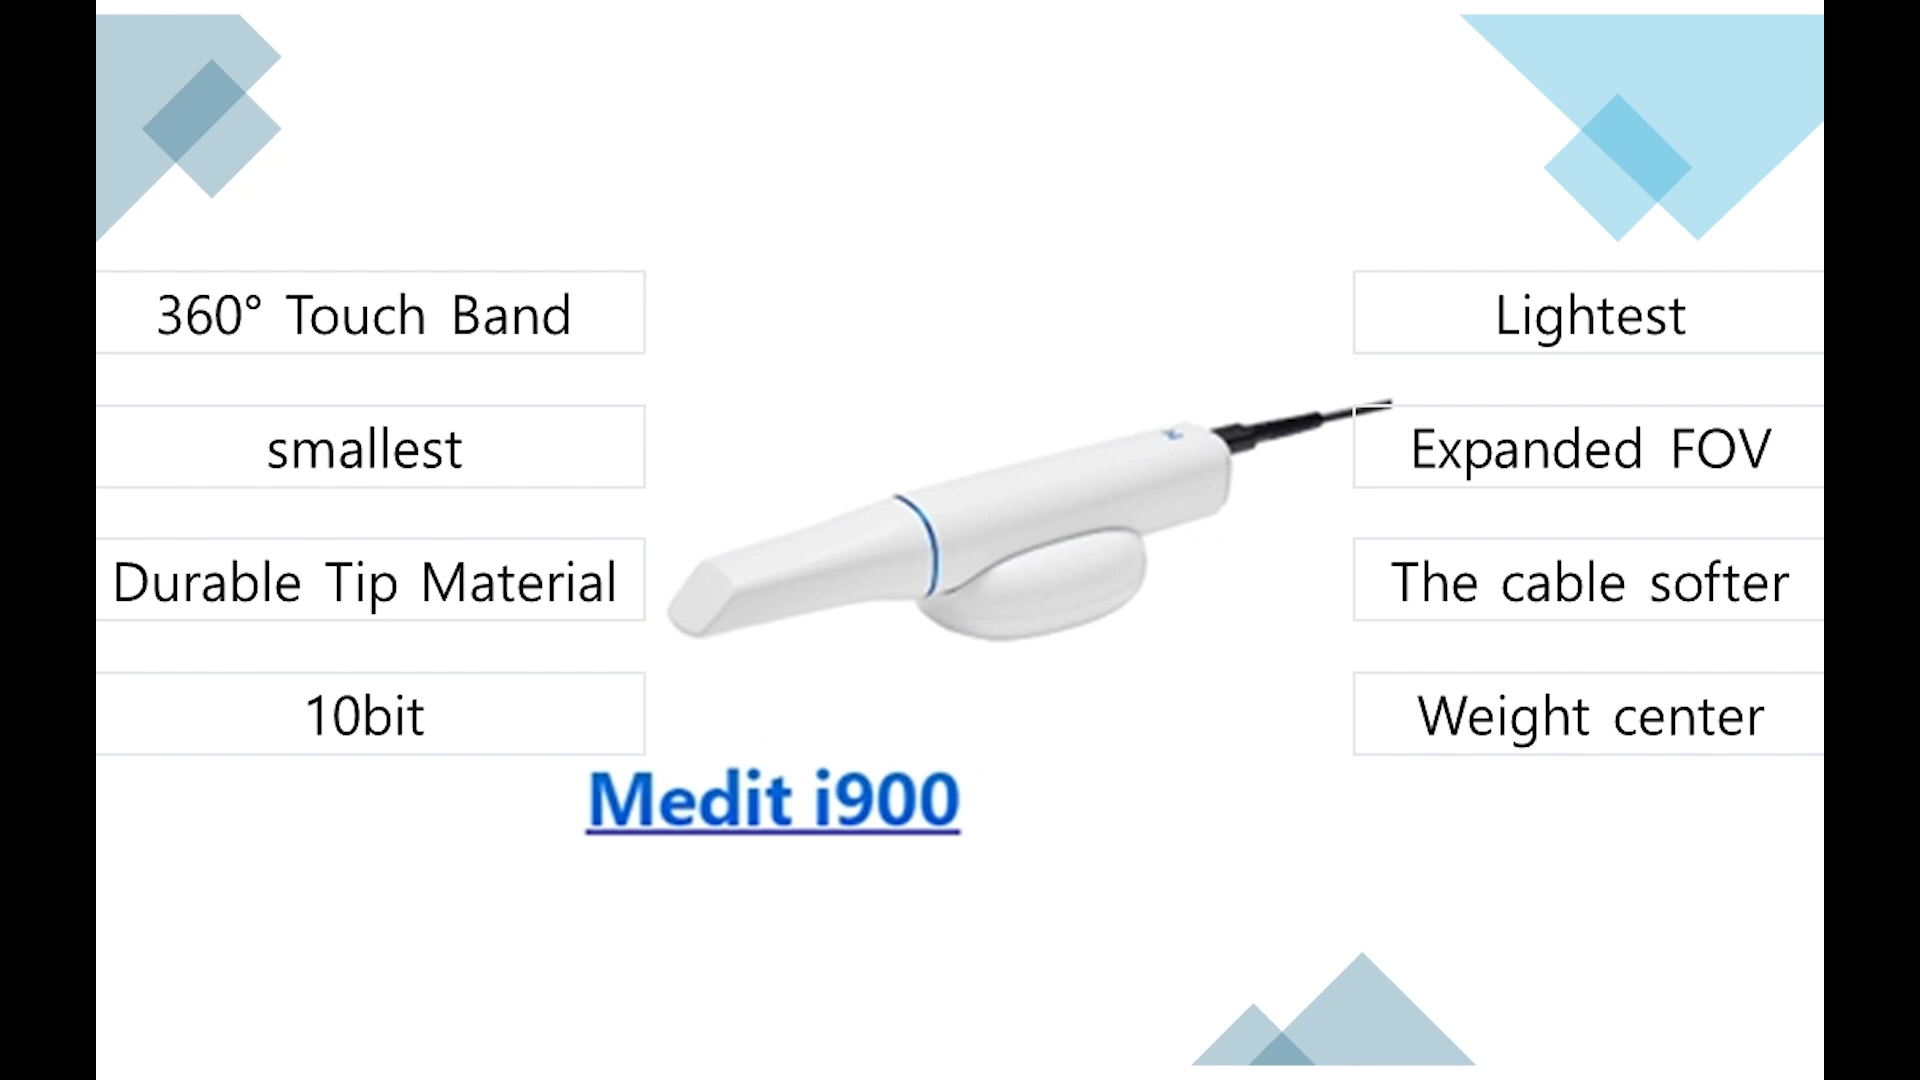 360° Touch Band
smallest
Durable Tip Material
10bit
Lightest
Expanded FOV
The cable softer
Weight center
Medit i900